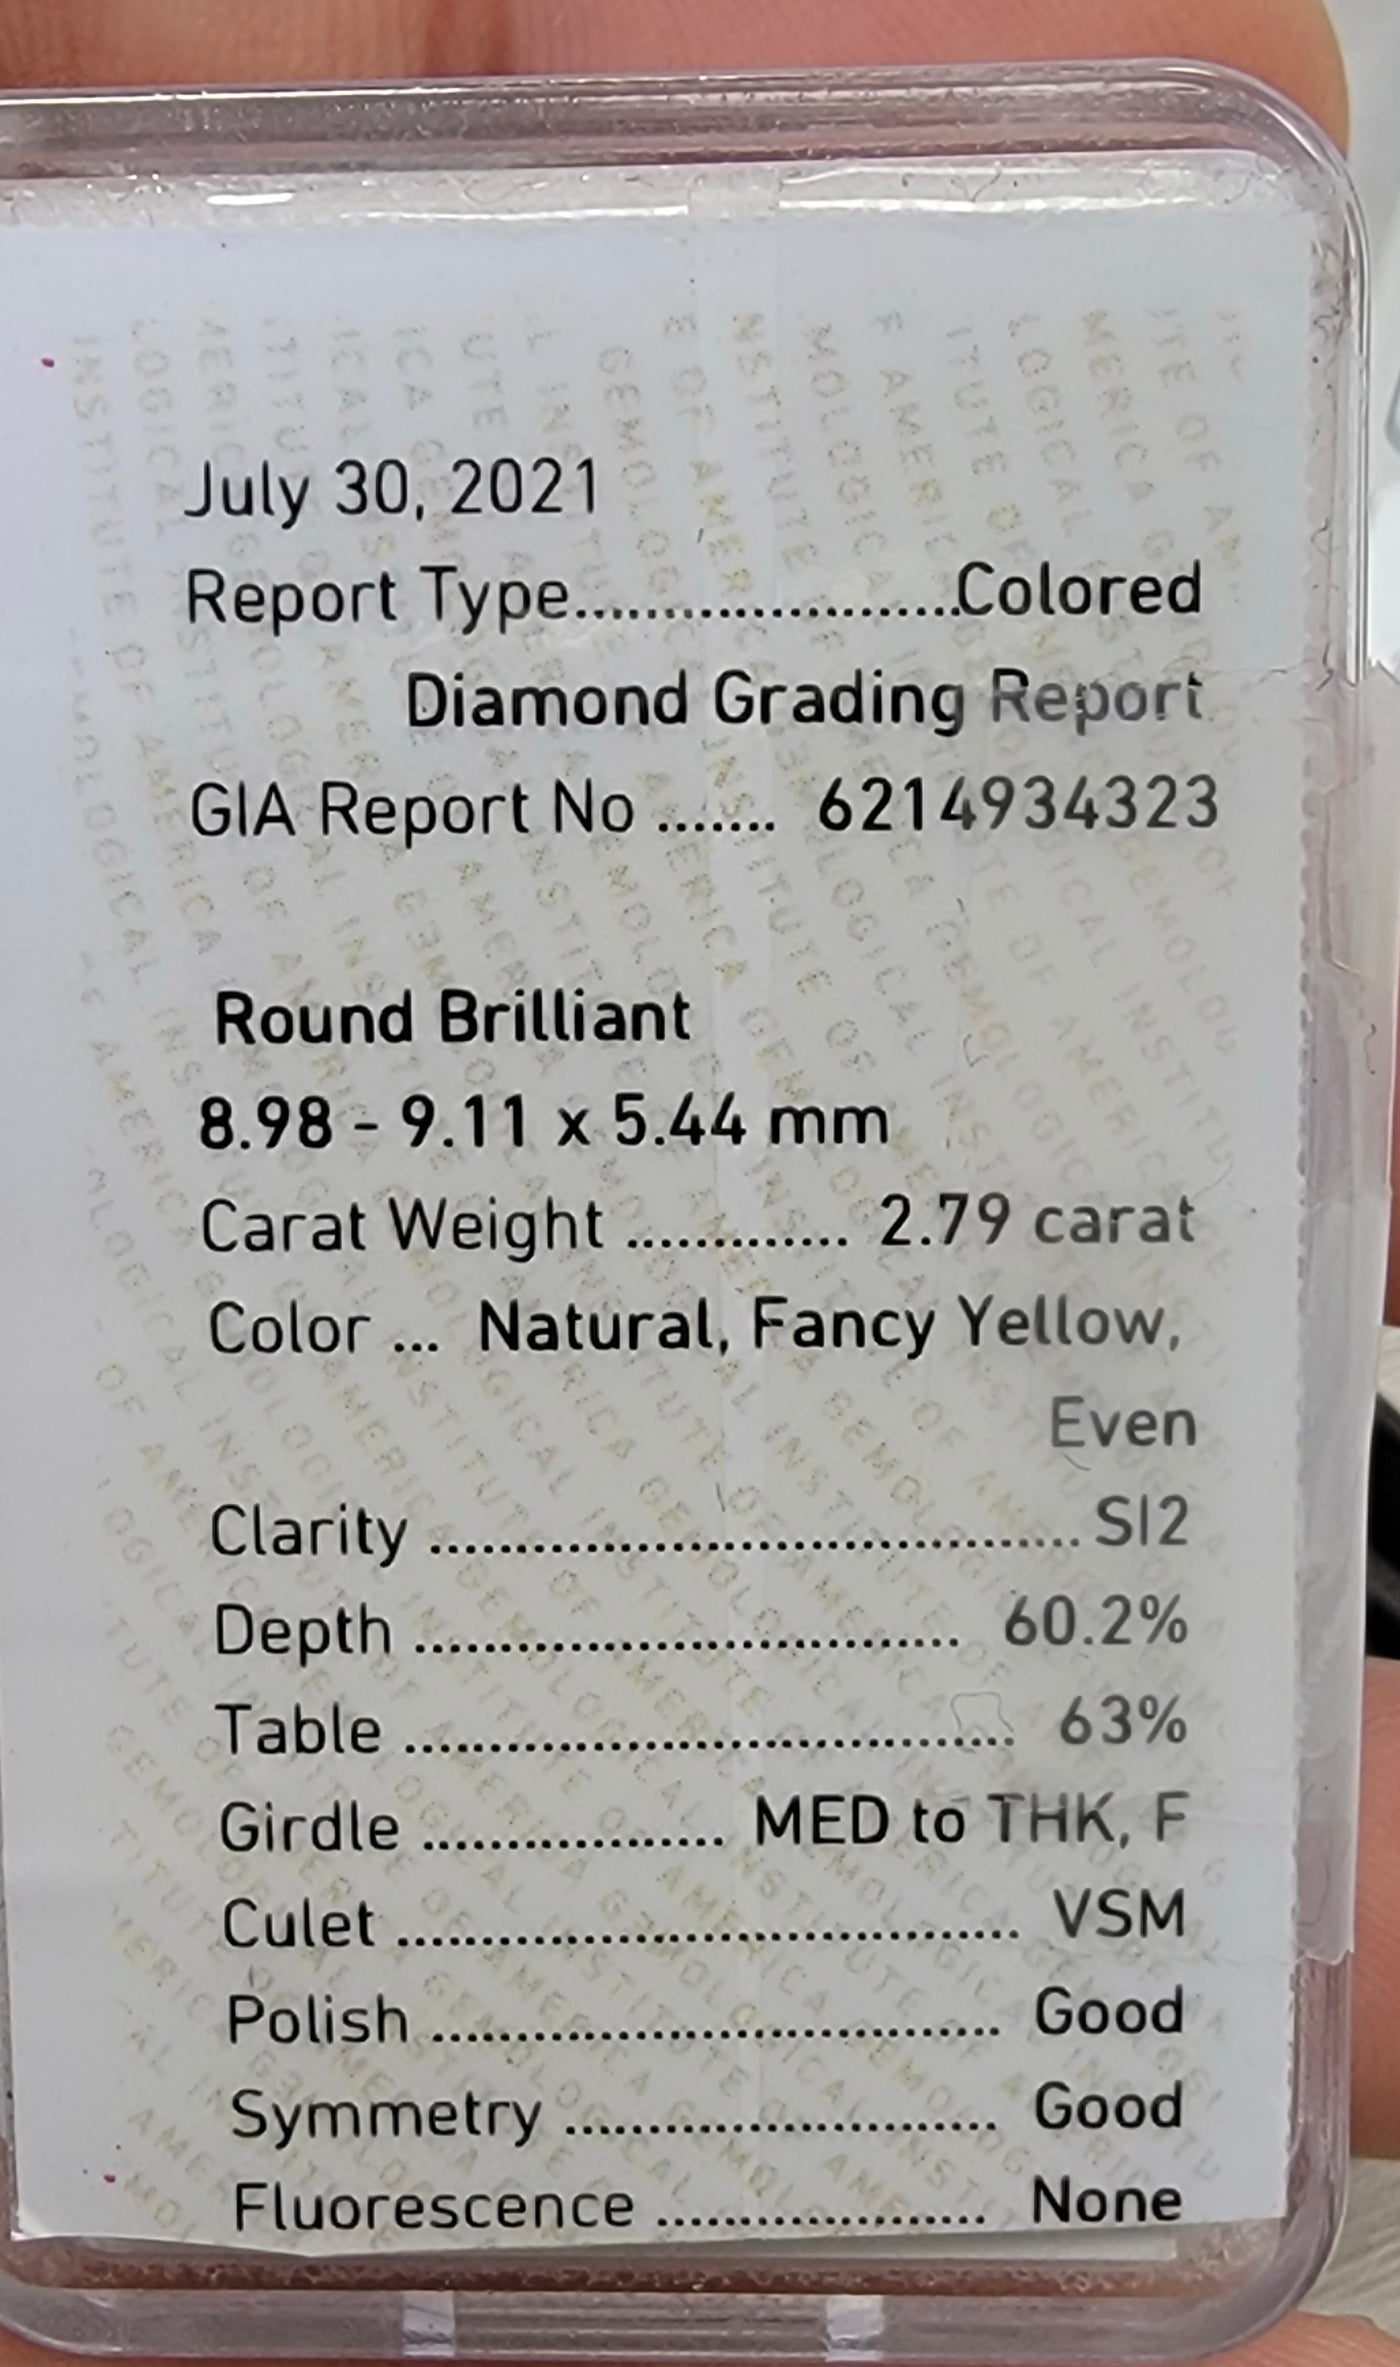 July 30, 2021
Report Type......................Colored
Diamond Grading Report
GIA Report No ....... 6214934323
Round Brilliant
8.98 - 9.11 x 5.44 mm
Carat Weight ............. 2.79 carat
Color ... Natural, Fancy Yellow,
Even
Clarity ...................................... SI2
Depth ................................ 60.2%
Table .................................... 63%
Girdle .................. MED to THK, F
Culet ..................................... VSM
Polish .................................. Good
Symmetry .......................... Good
Fluorescence .................... None